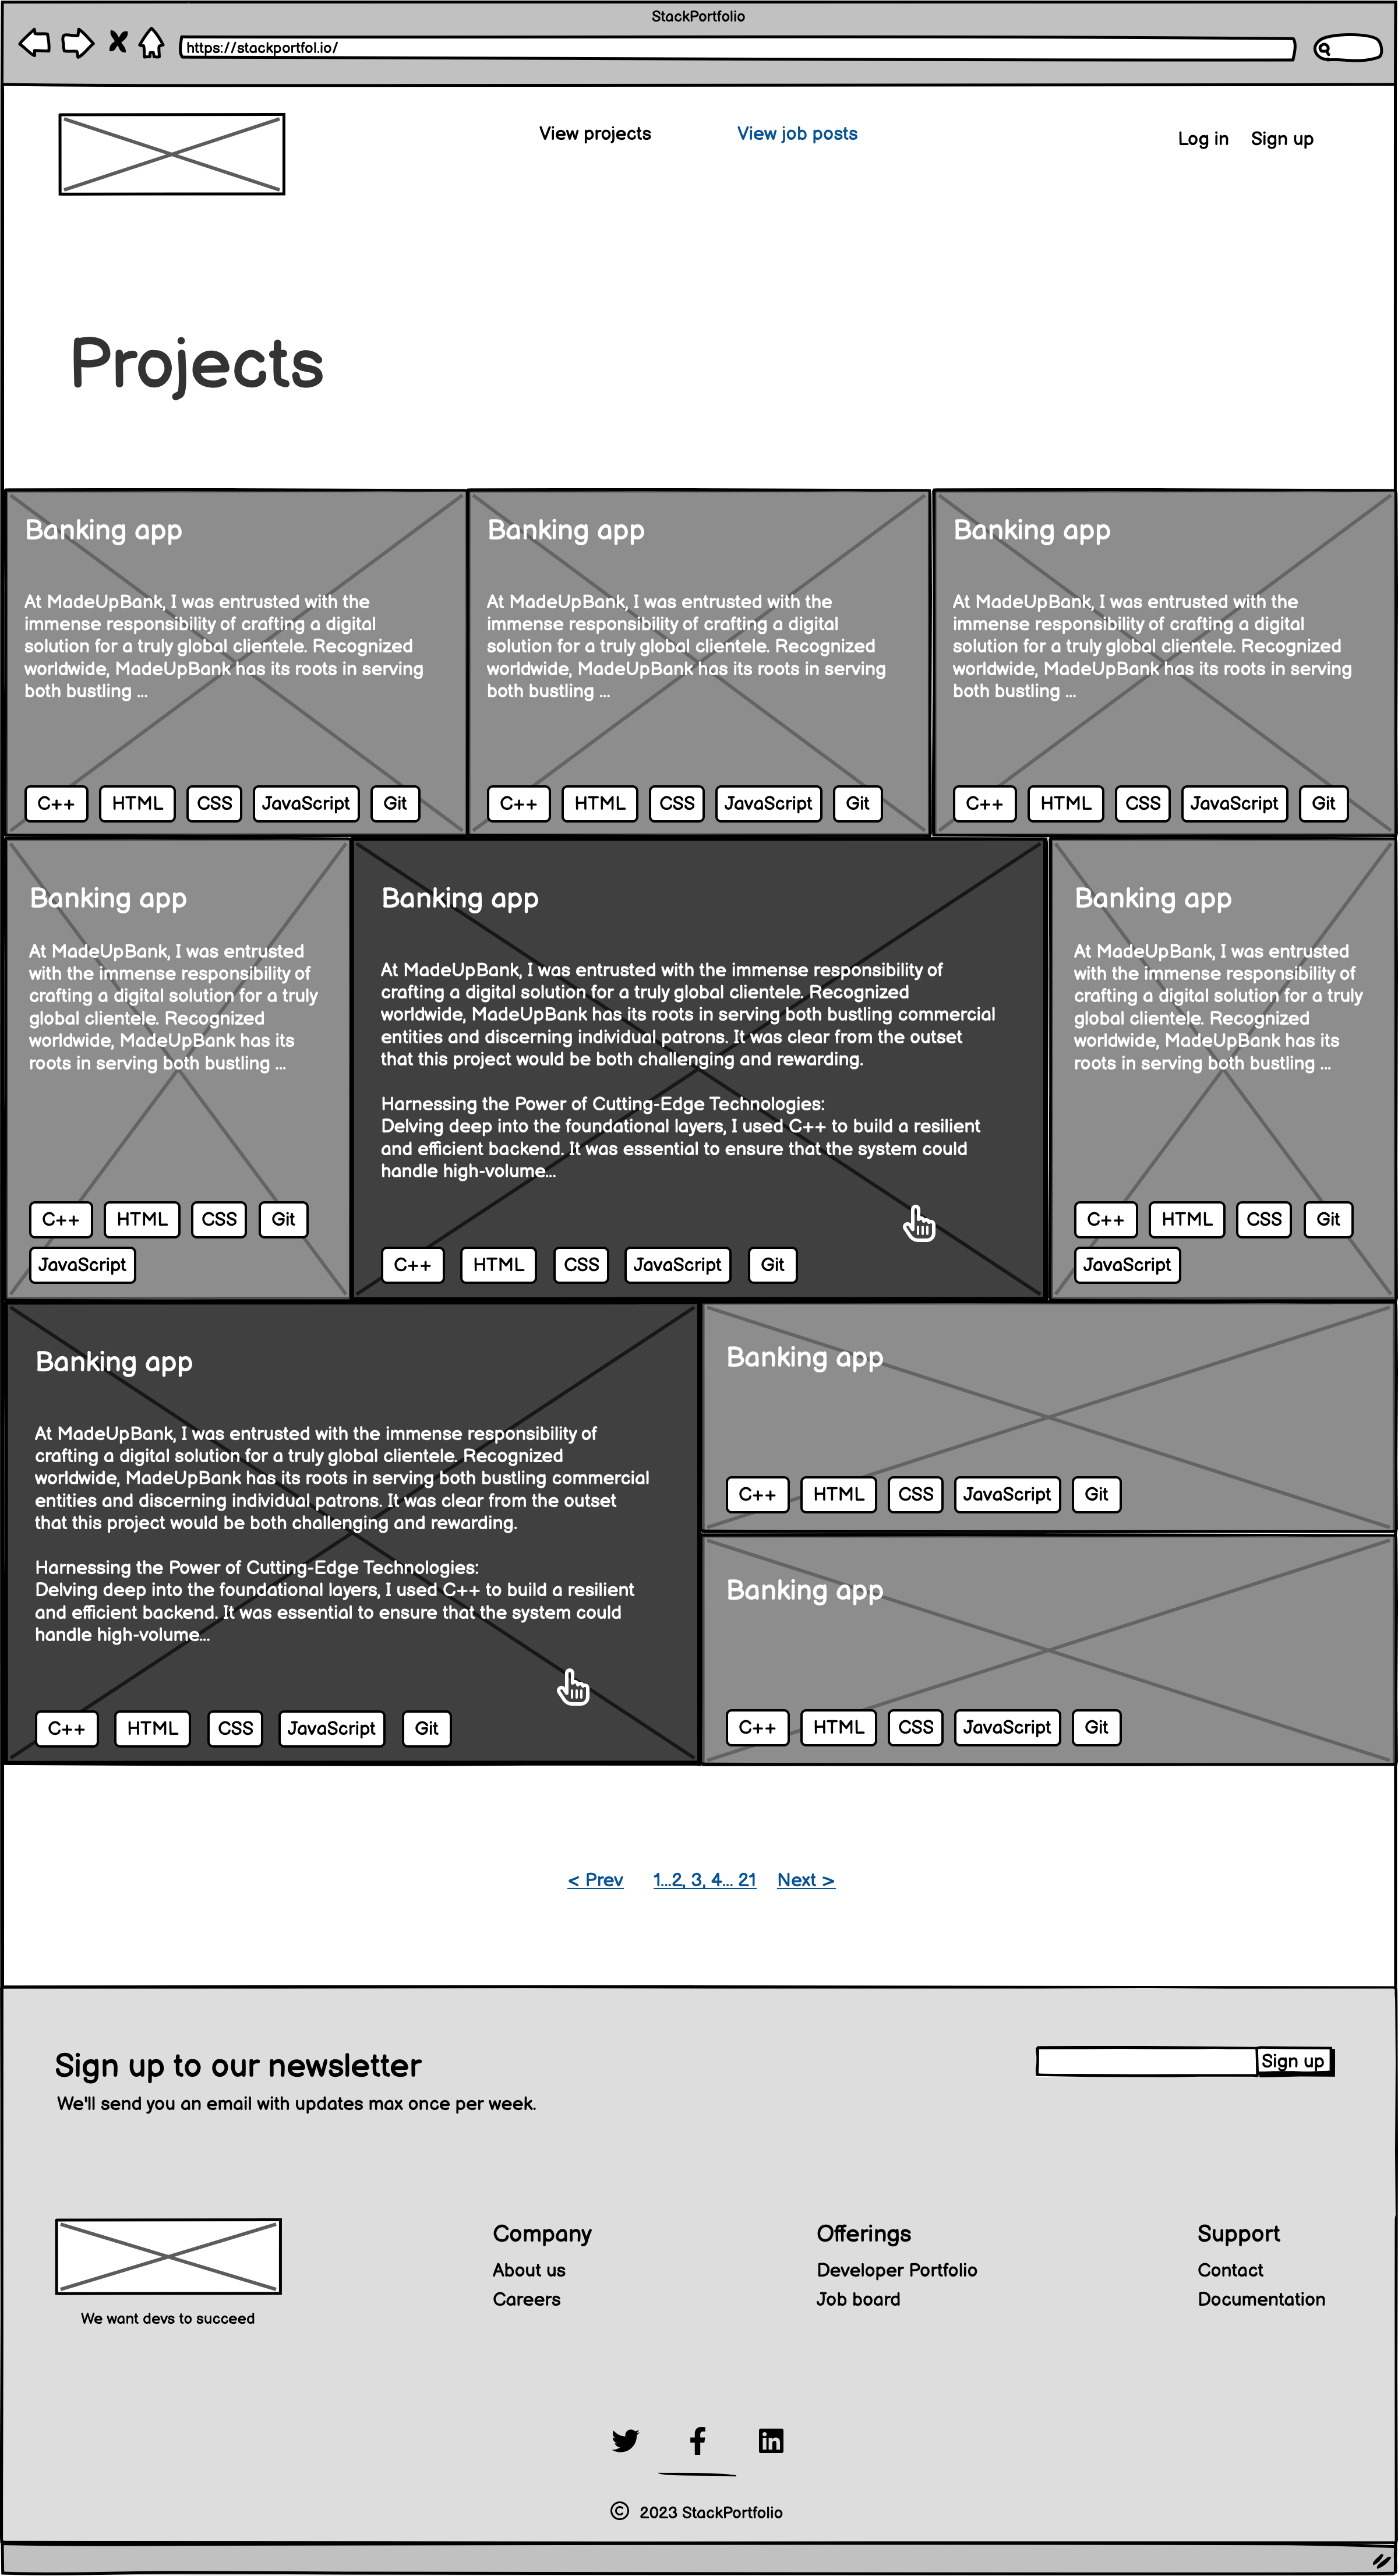 StackPortfolio
https://stackportfol.io/
View projects
View job posts
Log in
Sign up
Projects
Banking app
At MadeUpBank, I was entrusted with the
immense responsibility of crafting a digital
solution for a truly global clientele. Recognized
worldwide, MadeUpBank has its roots in serving
both bustling ...
C++
HTML
CSS
JavaScript
Git
Banking app
At MadeUpBank, I was entrusted with the
immense responsibility of crafting a digital
solution for a truly global clientele. Recognized
worldwide, MadeUpBank has its roots in serving
both bustling ...
C++
HTML
CSS
JavaScript
Git
Banking app
At MadeUpBank, I was entrusted with the
immense responsibility of crafting a digital
solution for a truly global clientele. Recognized
worldwide, MadeUpBank has its roots in serving
both bustling ...
C++
HTML
CSS
JavaScript
Git
Banking app
At MadeUpBank, I was entrusted
with the immense responsibility of
crafting a digital solution for a truly
global clientele. Recognized
worldwide, MadeUpBank has its
roots in serving both bustling ...
C++
HTML
CSS
Git
JavaScript
Banking app
At MadeUpBank, I was entrusted with the immense responsibility of
crafting a digital solution for a truly global clientele. Recognized
worldwide, MadeUpBank has its roots in serving both bustling commercial
entities and discerning individual patrons. It was clear from the outset
that this project would be both challenging and rewarding.
Harnessing the Power of Cutting-Edge Technologies:
Delving deep into the foundational layers, I used C++ to build a resilient
and efficient backend. It was essential to ensure that the system could
handle high-volume...
C++
HTML
CSS
JavaScript
Git
Banking app
At MadeUpBank, I was entrusted
with the immense responsibility of
crafting a digital solution for a truly
global clientele. Recognized
worldwide, MadeUpBank has its
roots in serving both bustling ...
C++
HTML
CSS
Git
JavaScript
Banking app
At MadeUpBank, I was entrusted with the immense responsibility of
crafting a digital solution for a truly global clientele. Recognized
worldwide, MadeUpBank has its roots in serving both bustling commercial
entities and discerning individual patrons. It was clear from the outset
that this project would be both challenging and rewarding.
Harnessing the Power of Cutting-Edge Technologies:
Delving deep into the foundational layers, I used C++ to build a resilient
and efficient backend. It was essential to ensure that the system could
handle high-volume...
C++
HTML
CSS
JavaScript
Git
Banking app
C++
HTML
CSS
JavaScript
Git
Banking app
C++
HTML
CSS
JavaScript
Git
< Prev
1...2, 3, 4... 21
Next >
Sign up to our newsletter
We'll send you an email with updates max once per week.
Sign up
We want devs to succeed
Company
About us
Careers
Offerings
Developer Portfolio
Job board
Support
Contact
Documentation
© 2023 StackPortfolio